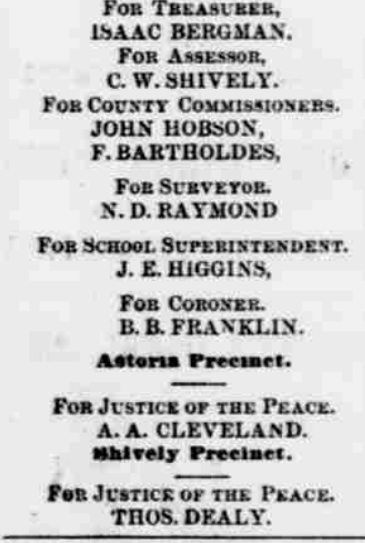 FOR TREASURER,
ISAAC BERGMAN.
FOR ASSESSOR,
C. W. SHIVELY.
FOR COUNTY COMMISSIONERS.
JOHN HOBSON,
F. BARTHOLDES,
FOR SURVEYOR.
N. D. RAYMOND
FOR SCHOOL SUPERINTENDENT.
J. E. HIGGINS,
FOR CORONER.
B. B. FRANKLIN.
Astoria Precinct.
FOR JUSTICE OF THE PEACE.
A. A. CLEVELAND.
Shively Precinct.
FOR JUSTICE OF THE PEACE.
THOS. DEALY.